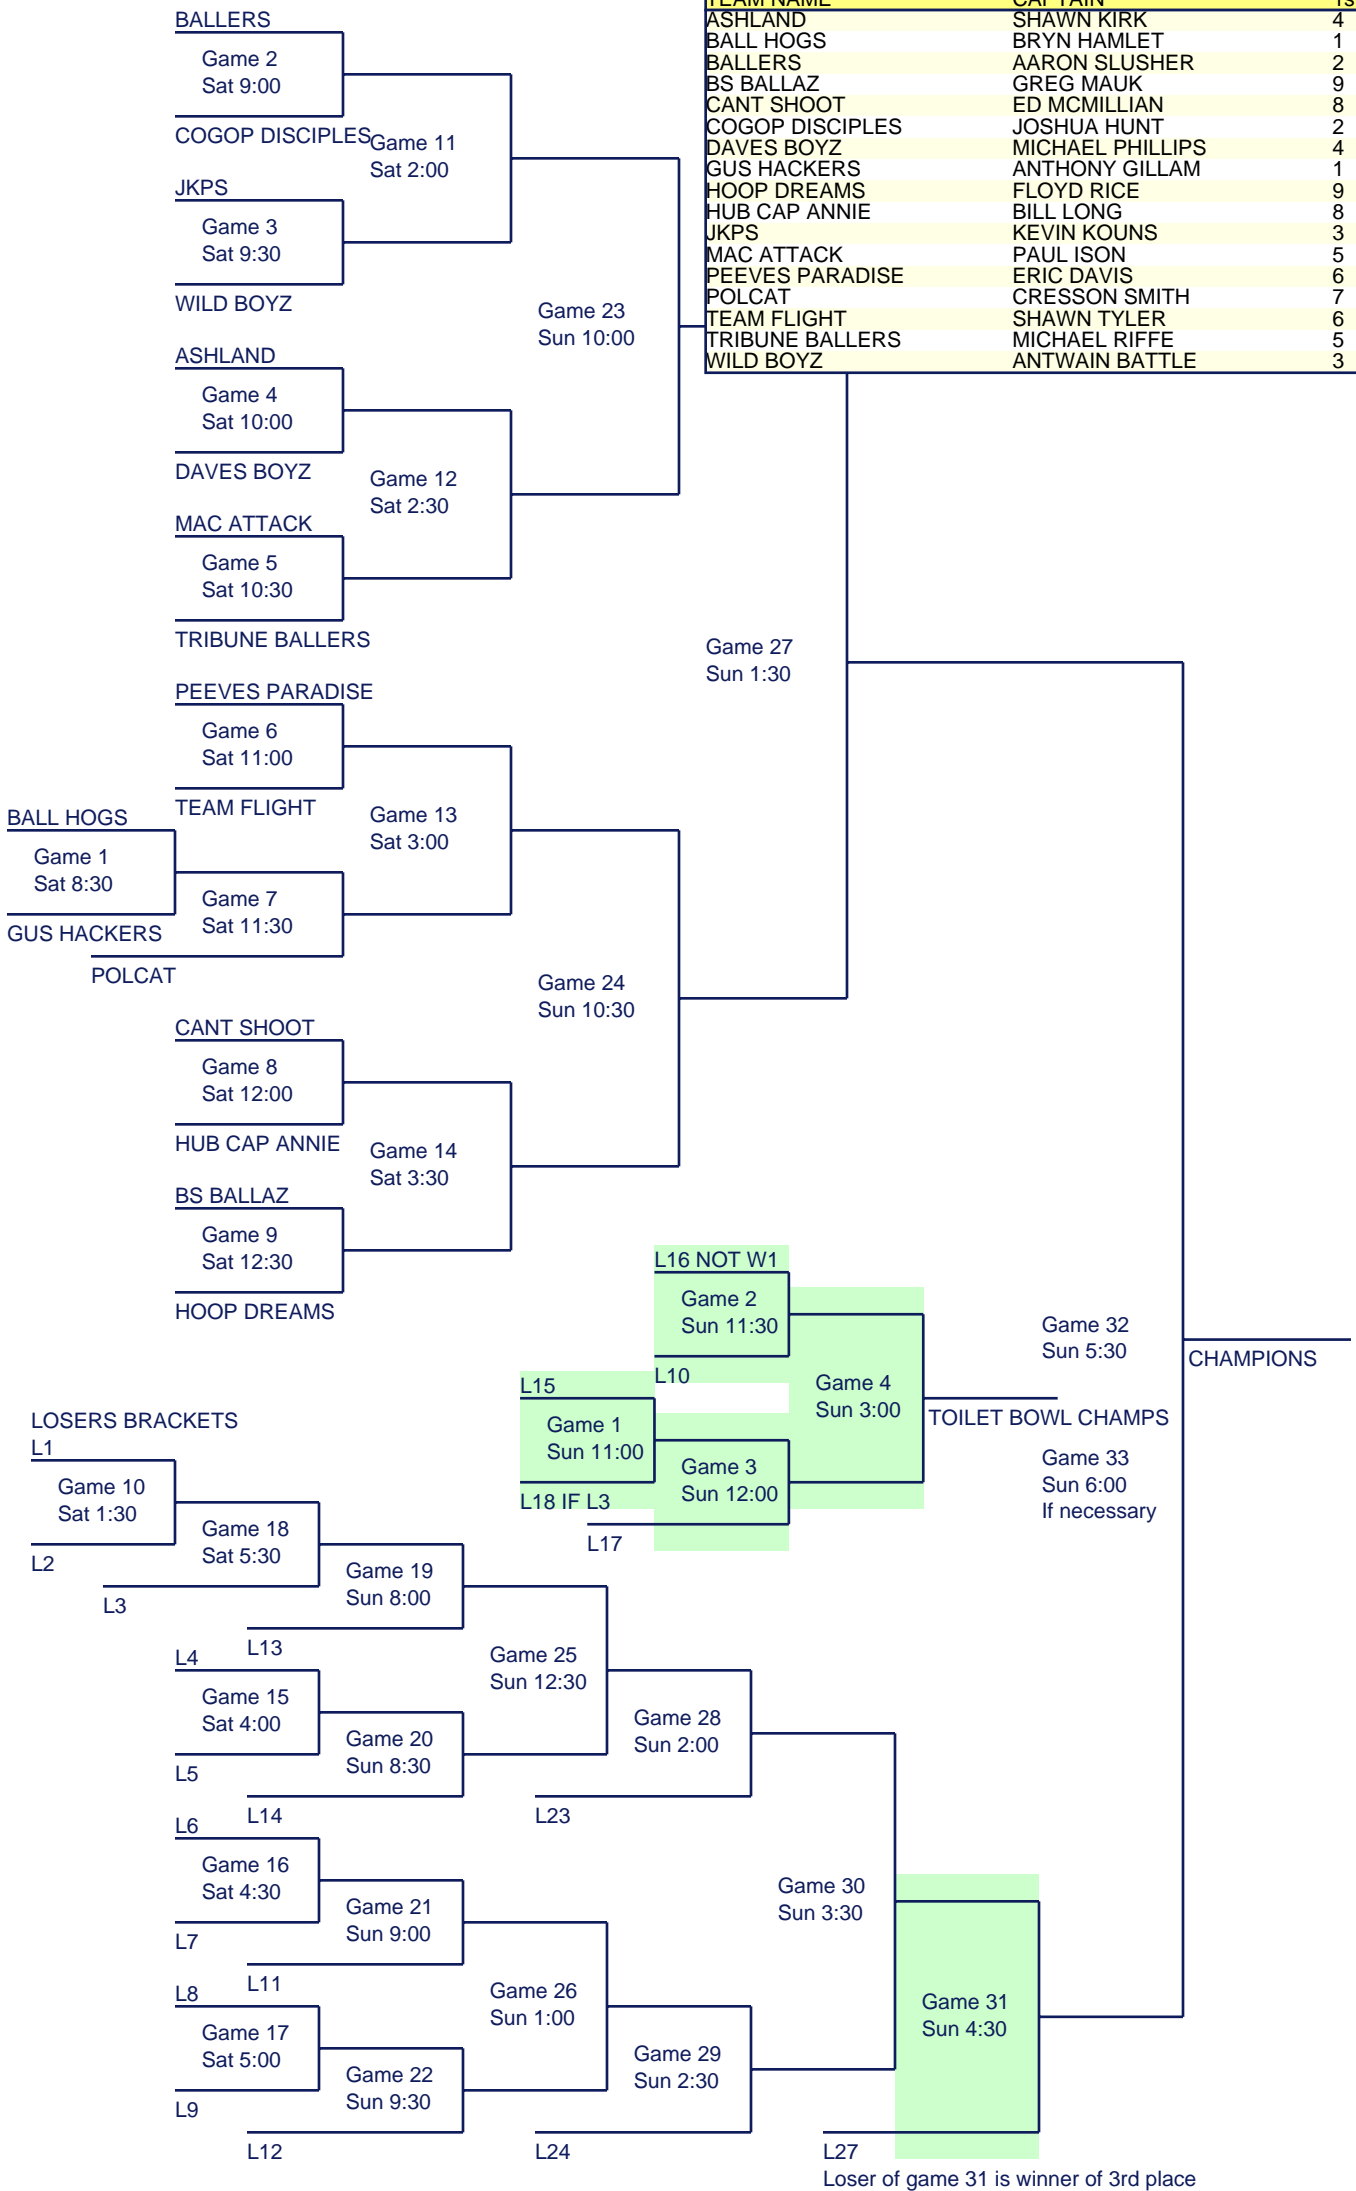 TEAM NAME CAPTAIN 1s
ASHLAND SHAWN KIRK 4
BALL HOGS BRYN HAMLET 1
BALLERS AARON SLUSHER 2
BS BALLAZ GREG MAUK 9
CANT SHOOT ED MCMILLIAN 8
COGOP DISCIPLES JOSHUA HUNT 2
DAVES BOYZ MICHAEL PHILLIPS 4
GUS HACKERS ANTHONY GILLAM 1
HOOP DREAMS FLOYD RICE 9
HUB CAP ANNIE BILL LONG 8
JKPS KEVIN KOUNS 3
MAC ATTACK PAUL ISON 5
PEEVES PARADISE ERIC DAVIS 6
POLCAT CRESSON SMITH 7
TEAM FLIGHT SHAWN TYLER 6
TRIBUNE BALLERS MICHAEL RIFFE 5
WILD BOYZ ANTWAIN BATTLE 3
BALLERS
Game 2
Sat 9:00
COGOP DISCIPLES
Game 11
Sat 2:00
JKPS
Game 3
Sat 9:30
WILD BOYZ
Game 23
Sun 10:00
ASHLAND
Game 4
Sat 10:00
DAVES BOYZ
Game 12
Sat 2:30
MAC ATTACK
Game 5
Sat 10:30
TRIBUNE BALLERS
Game 27
Sun 1:30
PEEVES PARADISE
Game 6
Sat 11:00
TEAM FLIGHT
Game 13
Sat 3:00
BALL HOGS
Game 1
Sat 8:30
GUS HACKERS
Game 7
Sat 11:30
POLCAT
Game 24
Sun 10:30
CANT SHOOT
Game 8
Sat 12:00
HUB CAP ANNIE
Game 14
Sat 3:30
BS BALLAZ
Game 9
Sat 12:30
HOOP DREAMS
L16 NOT W1
Game 2
Sun 11:30
L10
Game 4
Sun 3:00
L15
Game 1
Sun 11:00
L18 IF L3
Game 3
Sun 12:00
L17
TOILET BOWL CHAMPS
Game 32
Sun 5:30
CHAMPIONS
Game 33
Sun 6:00
If necessary
LOSERS BRACKETS
L1
Game 10
Sat 1:30
L2
Game 18
Sat 5:30
L3
Game 19
Sun 8:00
L13
L4
Game 15
Sat 4:00
L5
Game 20
Sun 8:30
L14
Game 25
Sun 12:30
Game 28
Sun 2:00
L23
L6
Game 16
Sat 4:30
L7
Game 21
Sun 9:00
L11
L8
Game 17
Sat 5:00
L9
Game 22
Sun 9:30
L12
Game 26
Sun 1:00
Game 29
Sun 2:30
L24
Game 30
Sun 3:30
Game 31
Sun 4:30
L27
Loser of game 31 is winner of 3rd place